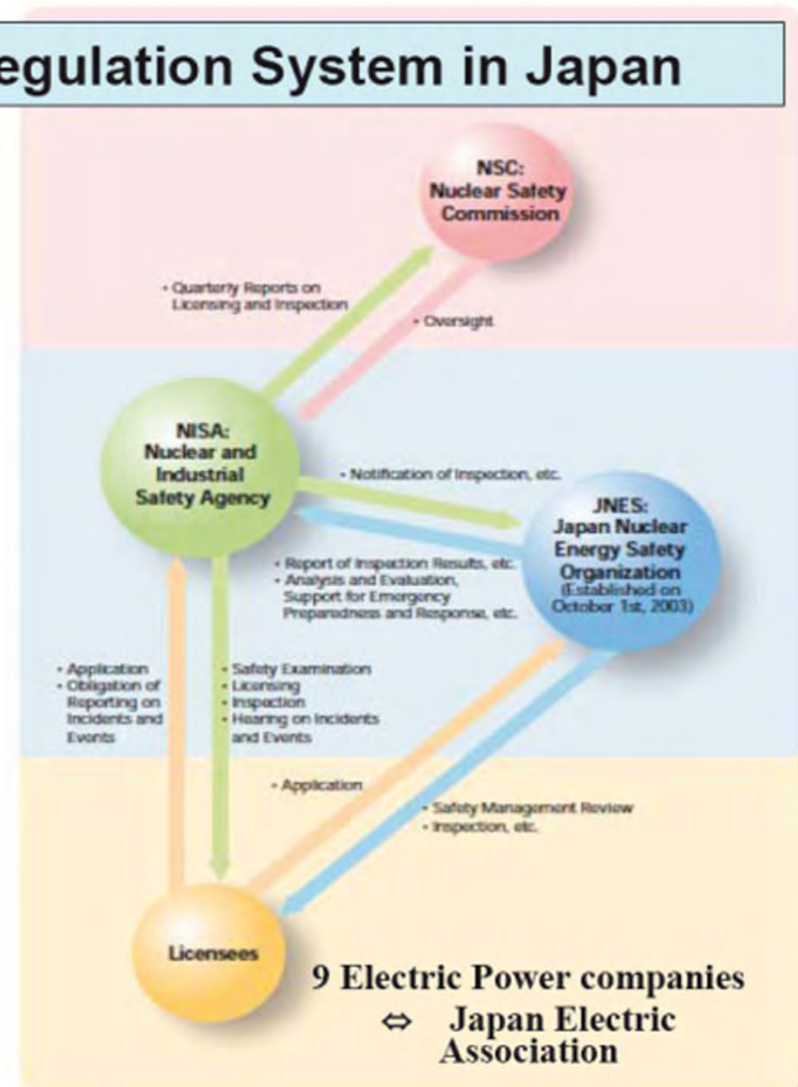 egulation System in Japan
NSC:
Nuclear Safety
Commission
• Quarterly Reports on
Licensing and Inspection
• Oversight
NISA:
Nuclear and
Industrial
Safety Agency
• Notification of Inspection, etc.
JNES:
Japan Nuclear
Energy Safety
Organization
(Established on
October 1st, 2003)
• Report of Inspection Results, etc.
• Analysis and Evaluation,
Support for Emergency
Preparedness and Response, etc.
• Application
• Obligation of
Reporting on
Incidents and
Events
• Safety Examination
• Licensing
• Inspection
• Hearing on Incidents
and Events
• Application
• Safety Management Review
• Inspection, etc.
Licensees
9 Electric Power companies
⇔ Japan Electric
Association